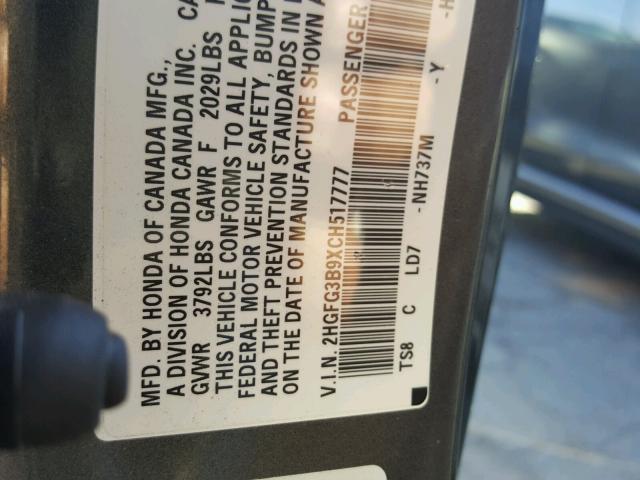 MFD. BY HONDA OF CANADA MFG.,
A DIVISION OF HONDA CANADA INC. CA
GVWR 3792LBS GAWR F 2029LBS
THIS VEHICLE CONFORMS TO ALL APPLIC
FEDERAL MOTOR VEHICLE SAFETY, BUMP
AND THEFT PREVENTION STANDARDS IN
ON THE DATE OF MANUFACTURE SHOWN A
V.I.N. 2HGFG3B9XCH517777 PASSENGER
TS8 C LD7 -NH737M -Y -H